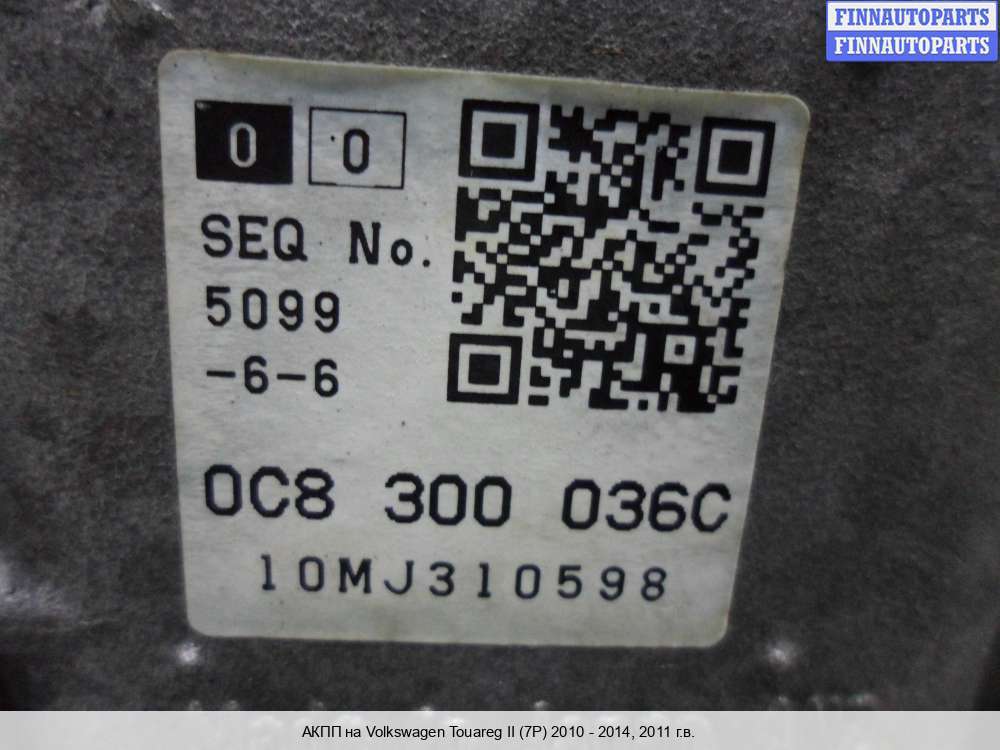 FINNAUTOPARTS
FINNAUTOPARTS
0 0
SEQ No.
5099
-6-6
0C8 300 036C
10MJ310598
АКПП на Volkswagen Touareg II (7P) 2010 - 2014, 2011 г.в.